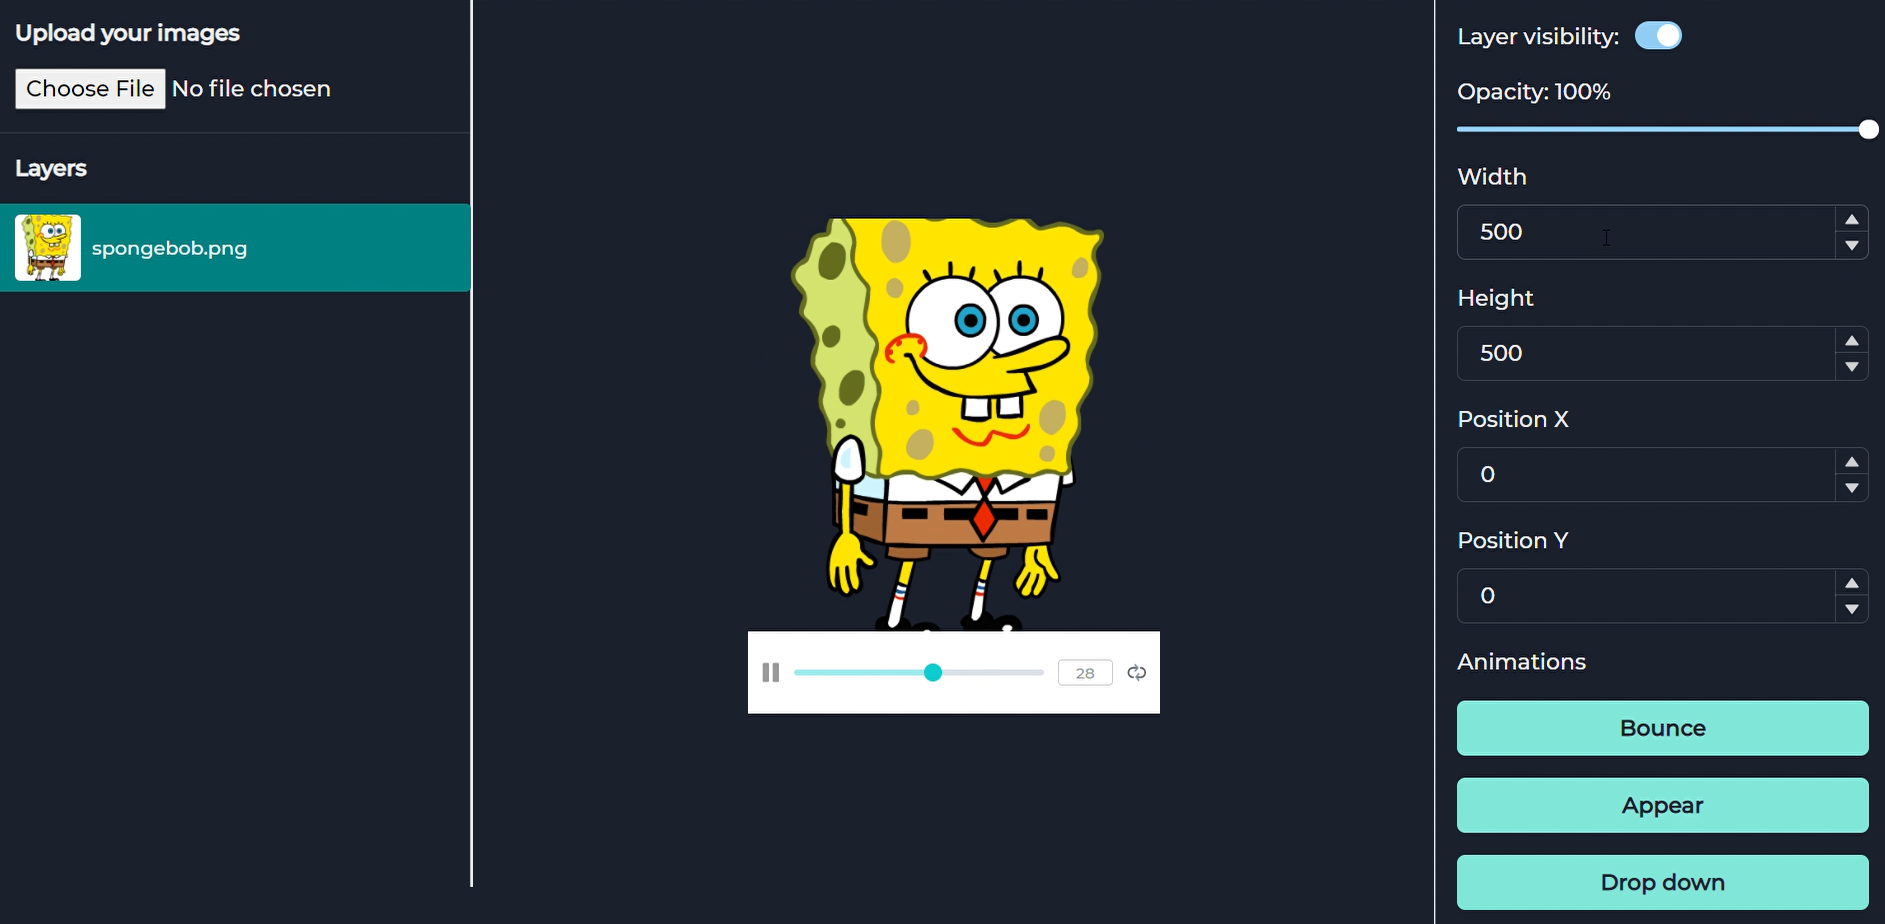 Upload your images
Choose File No file chosen
Layers
spongebob.png
28
Layer visibility:
Opacity: 100%
Width
500
Height
500
Position X
0
Position Y
0
Animations
Bounce
Appear
Drop down